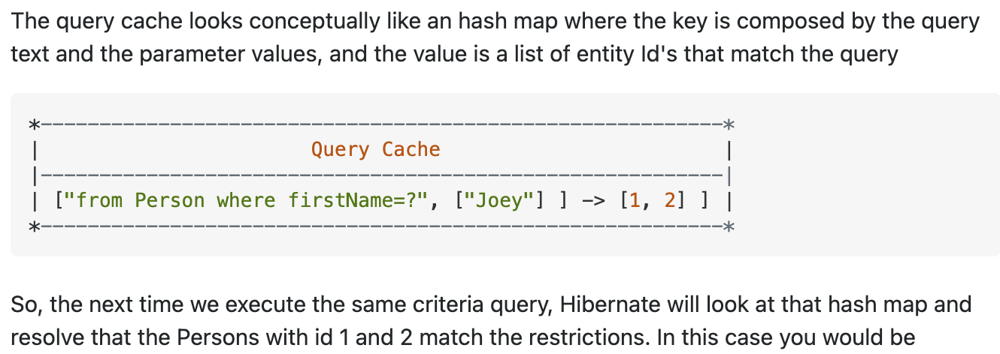 The query cache looks conceptually like an hash map where the key is composed by the query
text and the parameter values, and the value is a list of entity Id's that match the query
*----------------------------------------------------------*
| Query Cache |
|----------------------------------------------------------|
| ["from Person where firstName=?", ["Joey"] ] -> [1, 2] ] |
*----------------------------------------------------------*
So, the next time we execute the same criteria query, Hibernate will look at that hash map and
resolve that the Persons with id 1 and 2 match the restrictions. In this case you would be